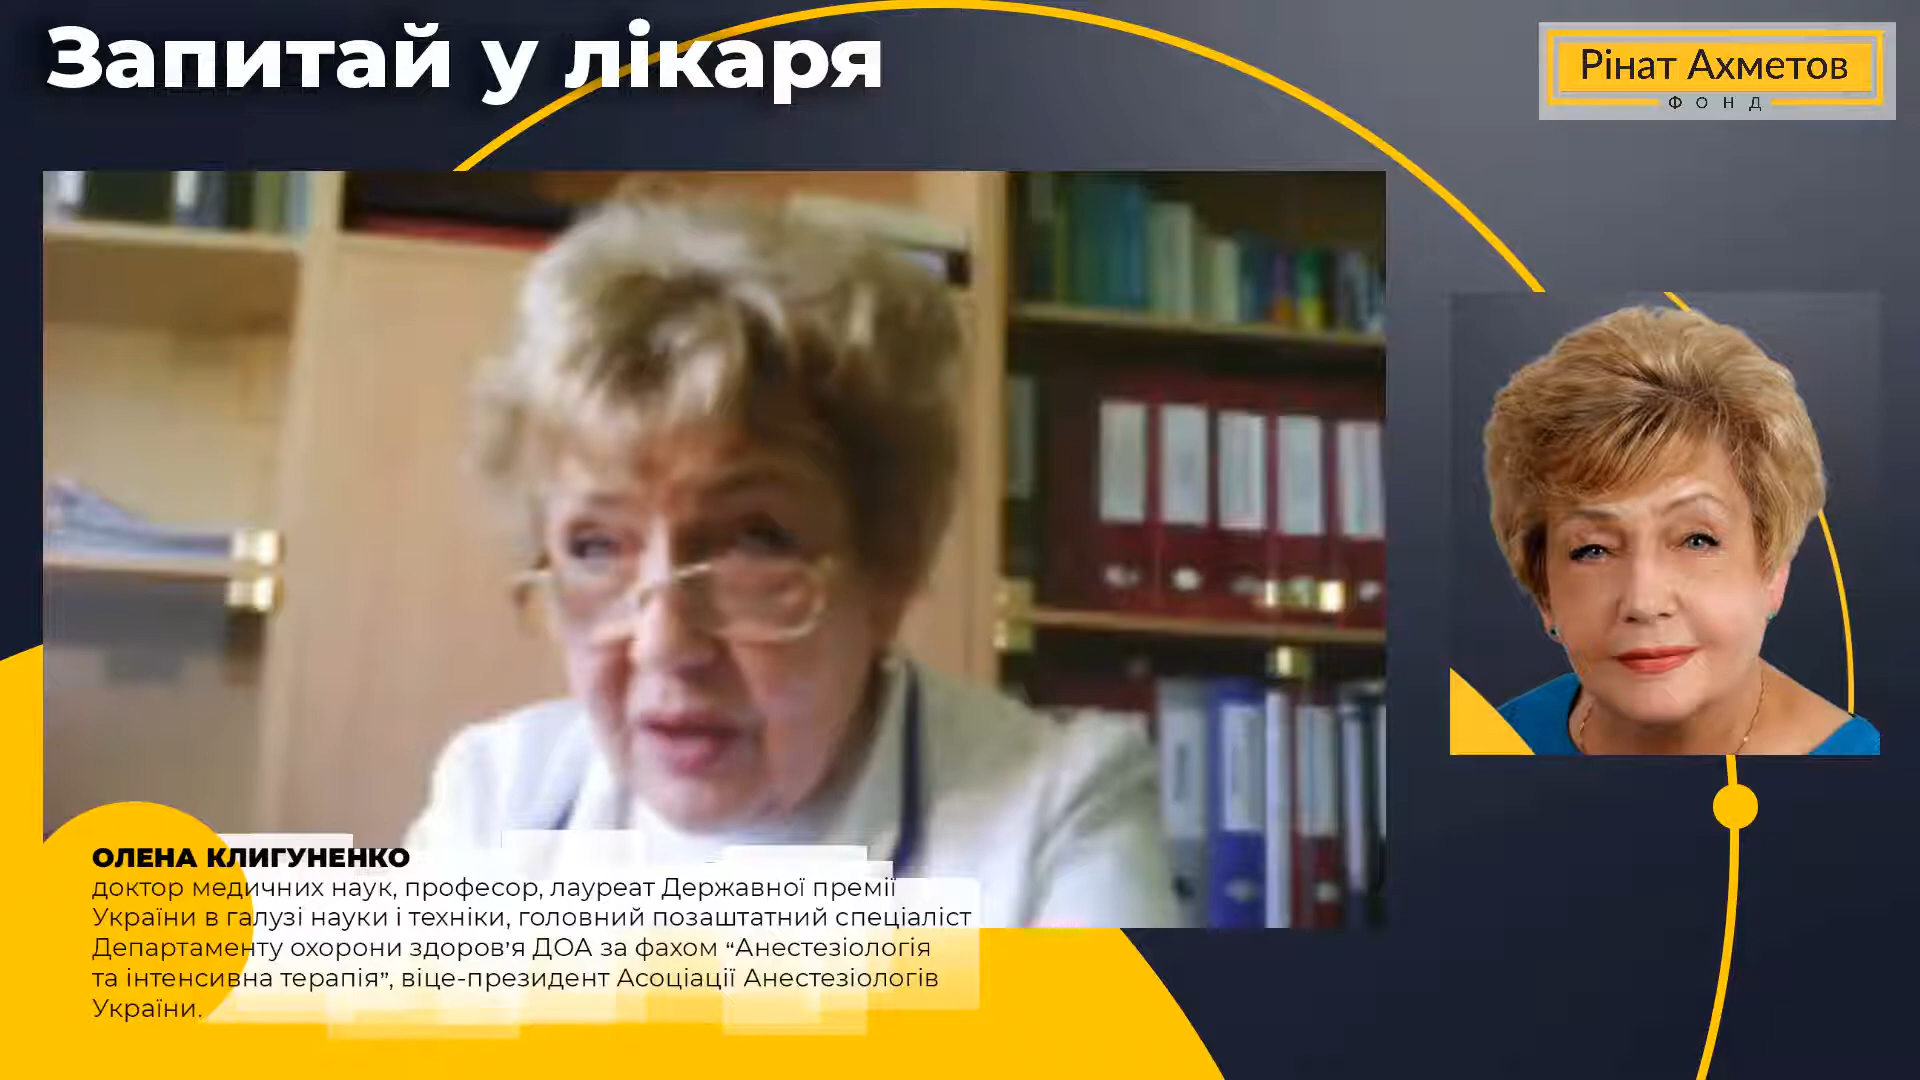 Запитай у лікаря
Рінат Ахметов
ФОНД
ОЛЕНА КЛИГУНЕНКО
доктор медичних наук, професор, лауреат Державної премії
України в галузі науки і техніки, головний позаштатний спеціаліст
Департаменту охорони здоров’я ДОА за фахом “Анестезіологія
та інтенсивна терапія”, віце-президент Асоціації Анестезіологів
України.